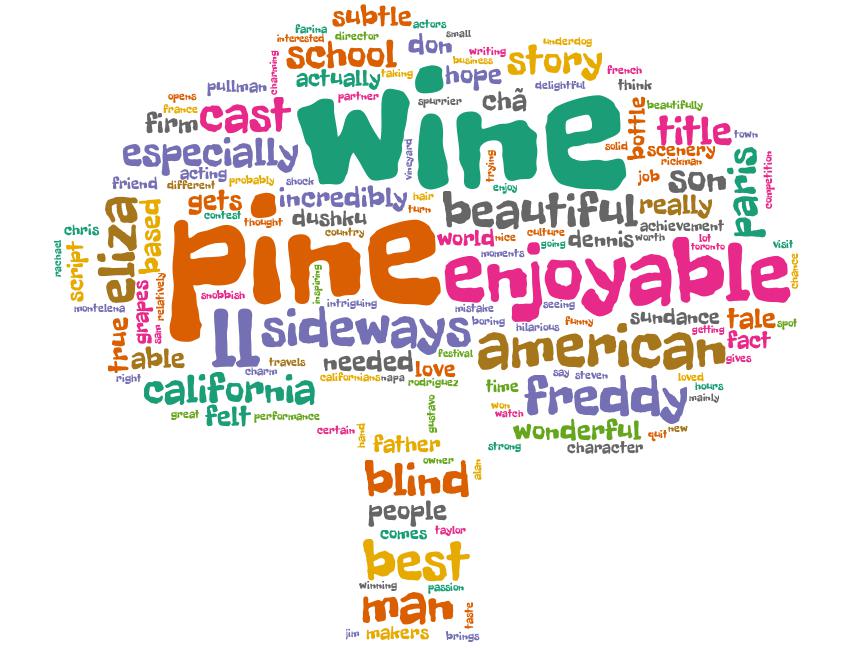 subtle
actors
farina
small
interested
director
don
underdog
school
writing
business
story
charming
actually
taking
hope
french
pullman
delightful
think
opens
partner
spurrier
chã
wine
bottle
beautifully
france
cast
firm
title
town
solid
scenery
rickman
especially
vineyard
trying
paris
competition
acting
job
son
friend
different
probably
shock
enjoy
gets
incredibly
hair
turn
beautiful
really
contest
thought
dushku
country
achievement
eliza
based
chris
world
nice
culture
going
dennis
worth
lot
toronto
visit
pine
moments
enjoyable
chance
rachael
script
inspiring
snobbish
intriguing
montelena
grapes
sam
relatively
mistake
seeing
ll
sideways
boring
hilarious
funny
sundance
getting
tale
spot
true
able
american
fact
gives
travels
needed
festival
love
right
charm
californians
napa
rodriguez
say
steven
loved
california
time
freddy
hours
mainly
great
felt
performance
gustavo
won
watch
certain
hand
father
wonderful
quit
new
strong
character
owner
alan
blind
people
comes
taylor
best
winning
passion
man
taste
jim
makers
brings